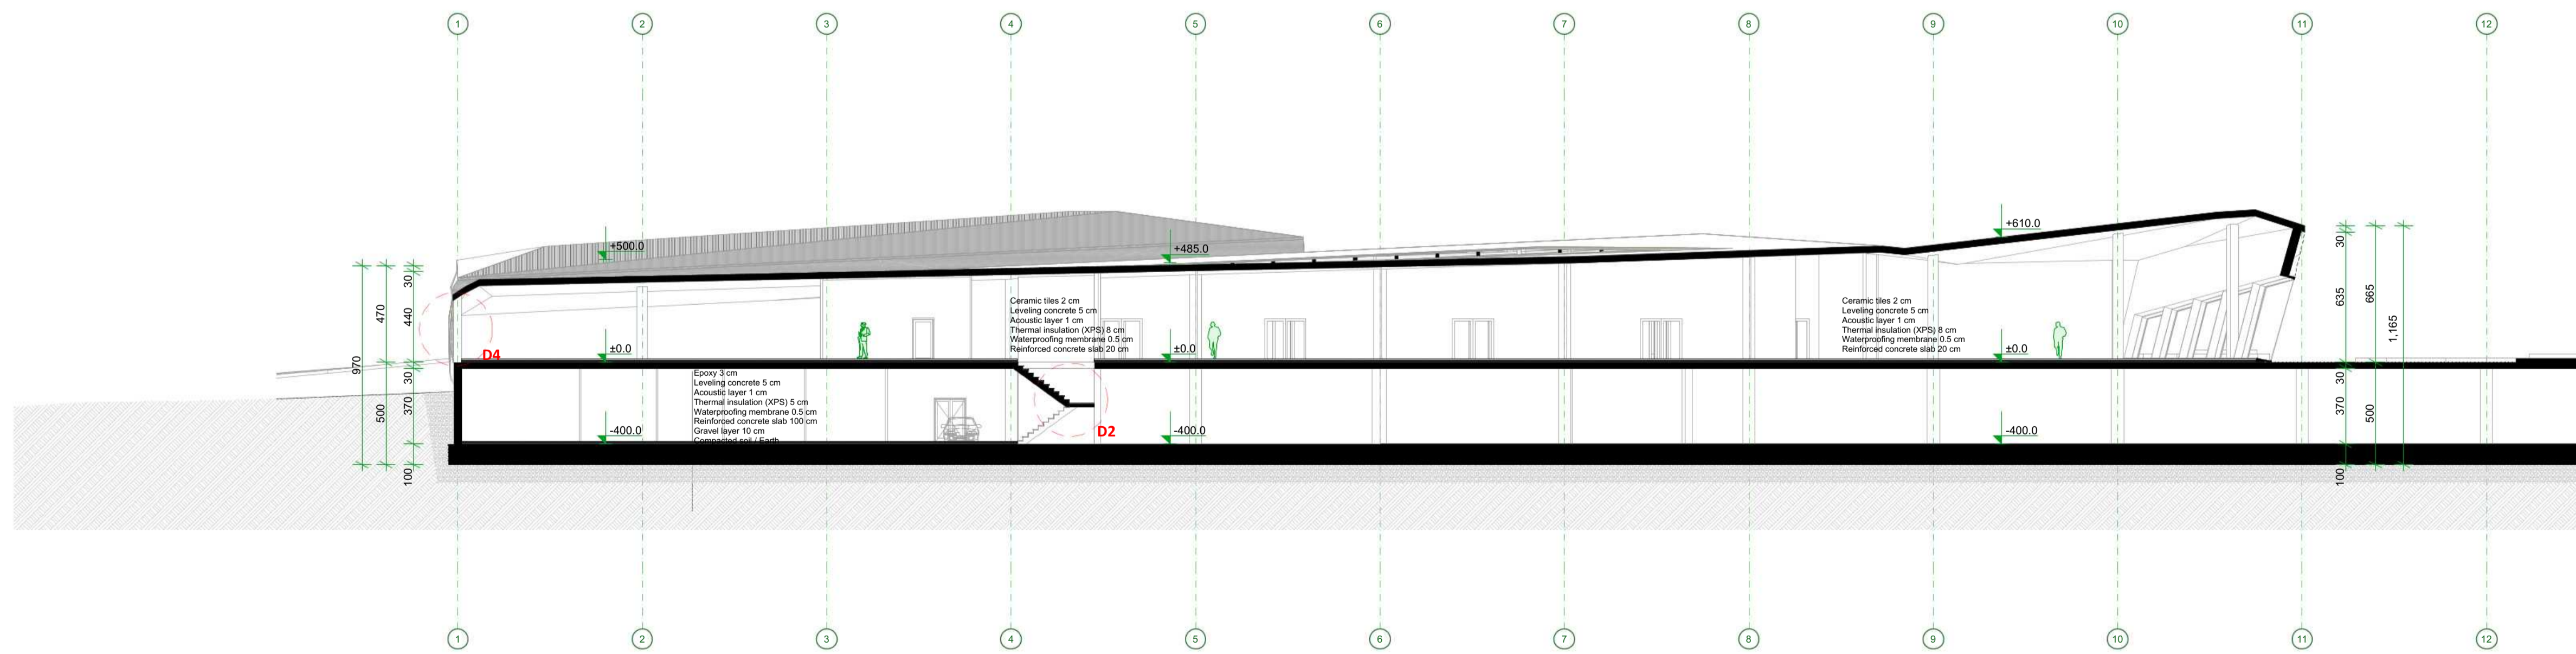 1 2 3 4 5 6 7 8 9 10 11 12
+610.0
+500.0
+485.0
30
470
440
970
30
370
500
100
Ceramic tiles 2 cm
Leveling concrete 5 cm
Acoustic layer 1 cm
Thermal insulation (XPS) 8 cm
Waterproofing membrane 0.5 cm
Reinforced concrete slab 20 cm
Ceramic tiles 2 cm
Leveling concrete 5 cm
Acoustic layer 1 cm
Thermal insulation (XPS) 8 cm
Waterproofing membrane 0.5 cm
Reinforced concrete slab 20 cm
30
635
665
1,165
30
370
500
100
±0.0
±0.0
±0.0
D4
Epoxy 3 cm
Leveling concrete 5 cm
Acoustic layer 1 cm
Thermal insulation (XPS) 5 cm
Waterproofing membrane 0.5 cm
Reinforced concrete slab 100 cm
Gravel layer 10 cm
Compacted soil / Earth
D2
-400.0
-400.0
-400.0
1 2 3 4 5 6 7 8 9 10 11 12